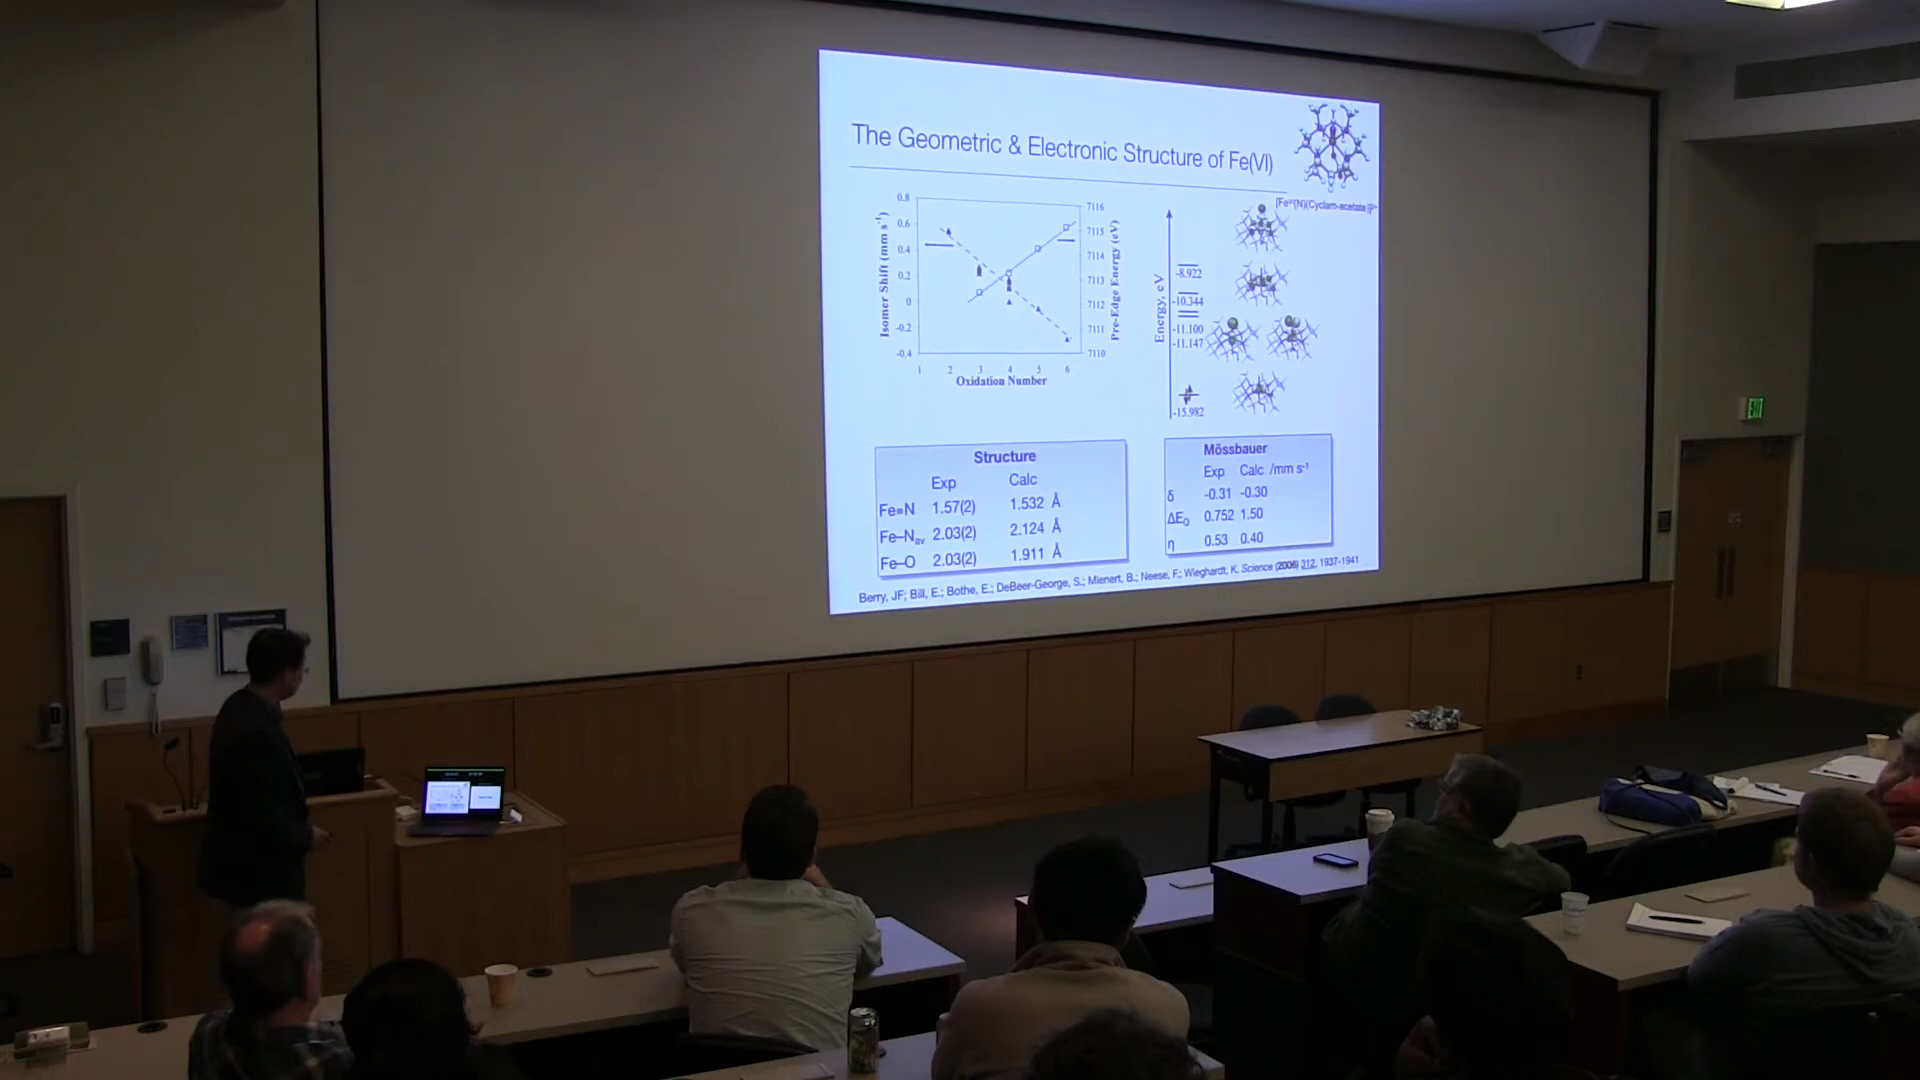 The Geometric & Electronic Structure of Fe(VI)
[Feⱽᴵ(N)(Cyclam-acetate)]²⁺
0.8
0.6
0.4
0.2
0
-0.2
-0.4
Isomer Shift (mm s⁻¹)
7116
7115
7114
7113
7112
7111
7110
Pre-Edge Energy (eV)
1 2 3 4 5 6
Oxidation Number
Energy, eV
-8.922
-10.344
-11.100
-11.147
-15.982
Structure
Exp Calc
Fe≡N 1.57(2) 1.532 Å
Fe–Nav 2.03(2) 2.124 Å
Fe–O 2.03(2) 1.911 Å
Mössbauer
Exp Calc /mm s⁻¹
δ -0.31 -0.30
ΔEQ 0.752 1.50
η 0.53 0.40
Berry, JF; Bill, E.; Bothe, E.; DeBeer-George, S.; Mienert, B.; Neese, F.; Wieghardt, K. Science (2006) 312, 1937-1941